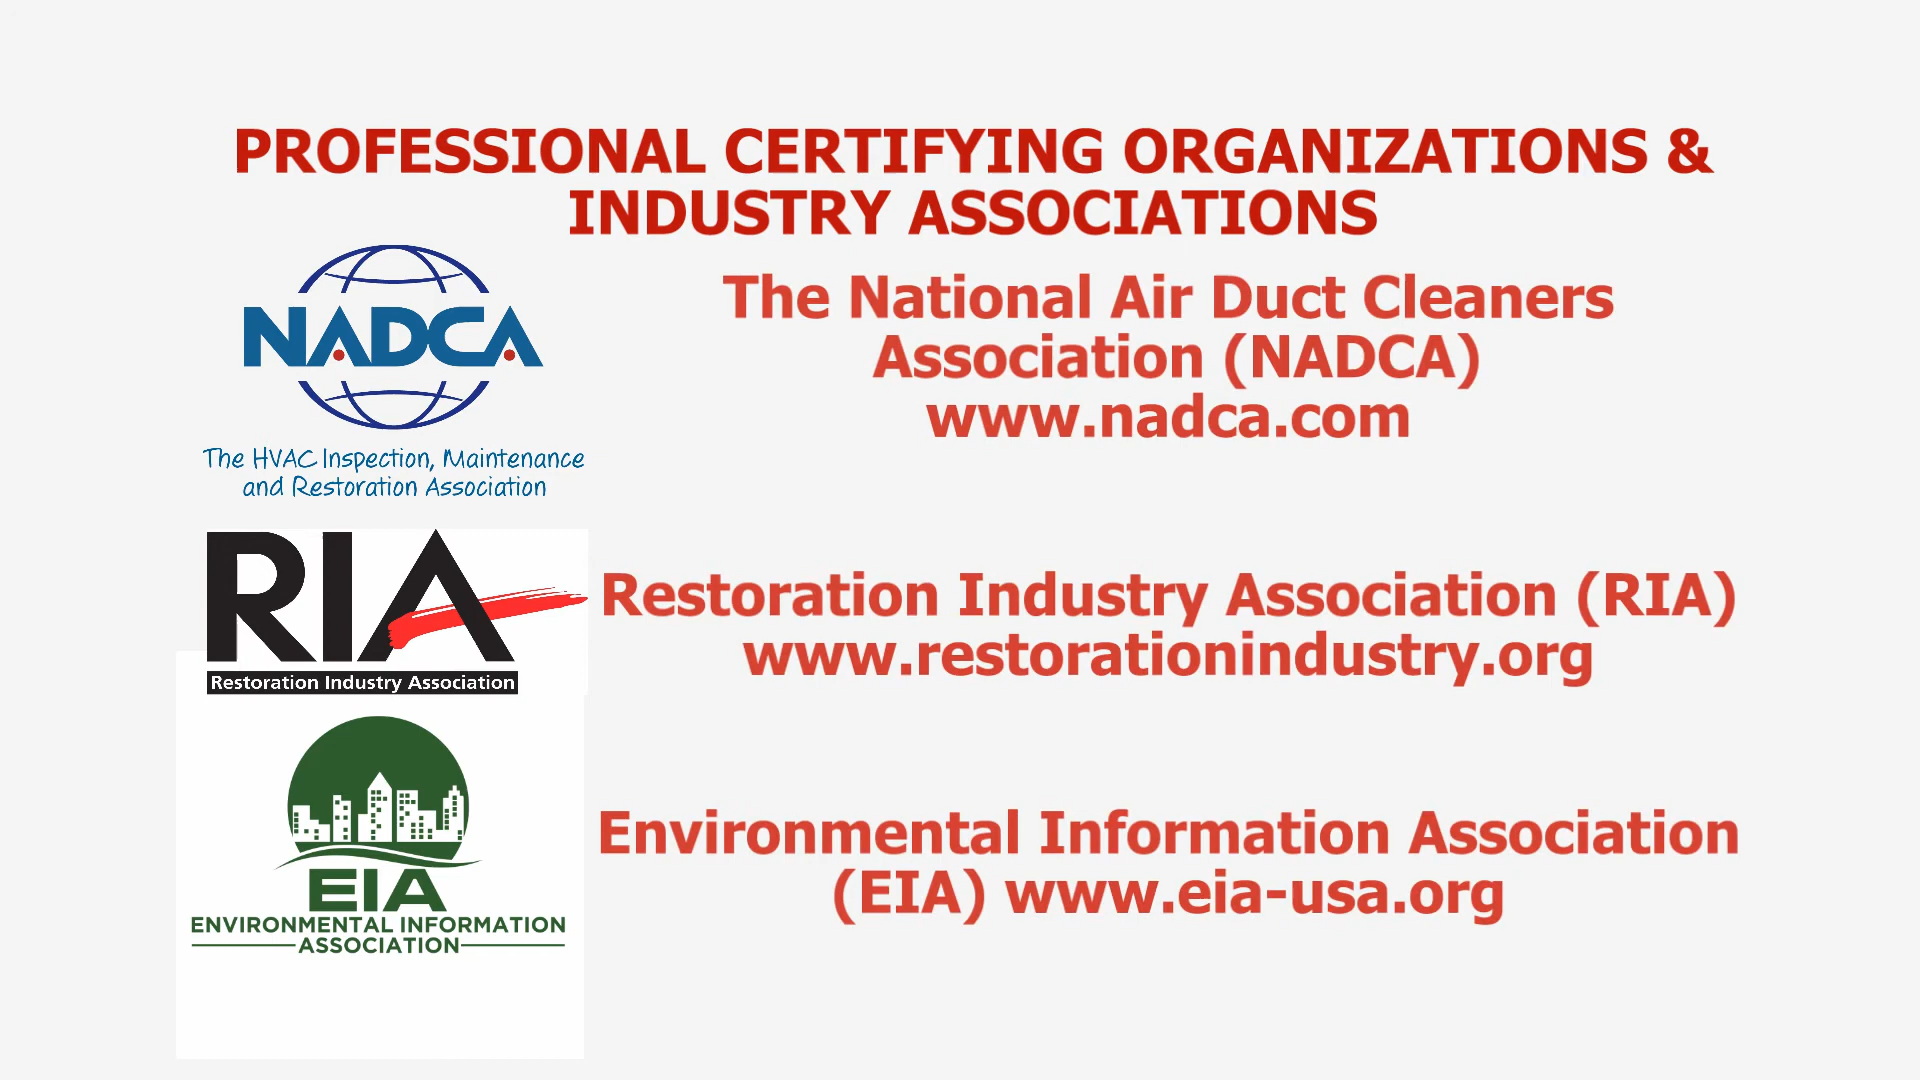 PROFESSIONAL CERTIFYING ORGANIZATIONS &
INDUSTRY ASSOCIATIONS
NADCA
The HVAC Inspection, Maintenance
and Restoration Association
The National Air Duct Cleaners
Association (NADCA)
www.nadca.com
RIA
Restoration Industry Association
Restoration Industry Association (RIA)
www.restorationindustry.org
EIA
ENVIRONMENTAL INFORMATION
ASSOCIATION
Environmental Information Association
(EIA) www.eia-usa.org